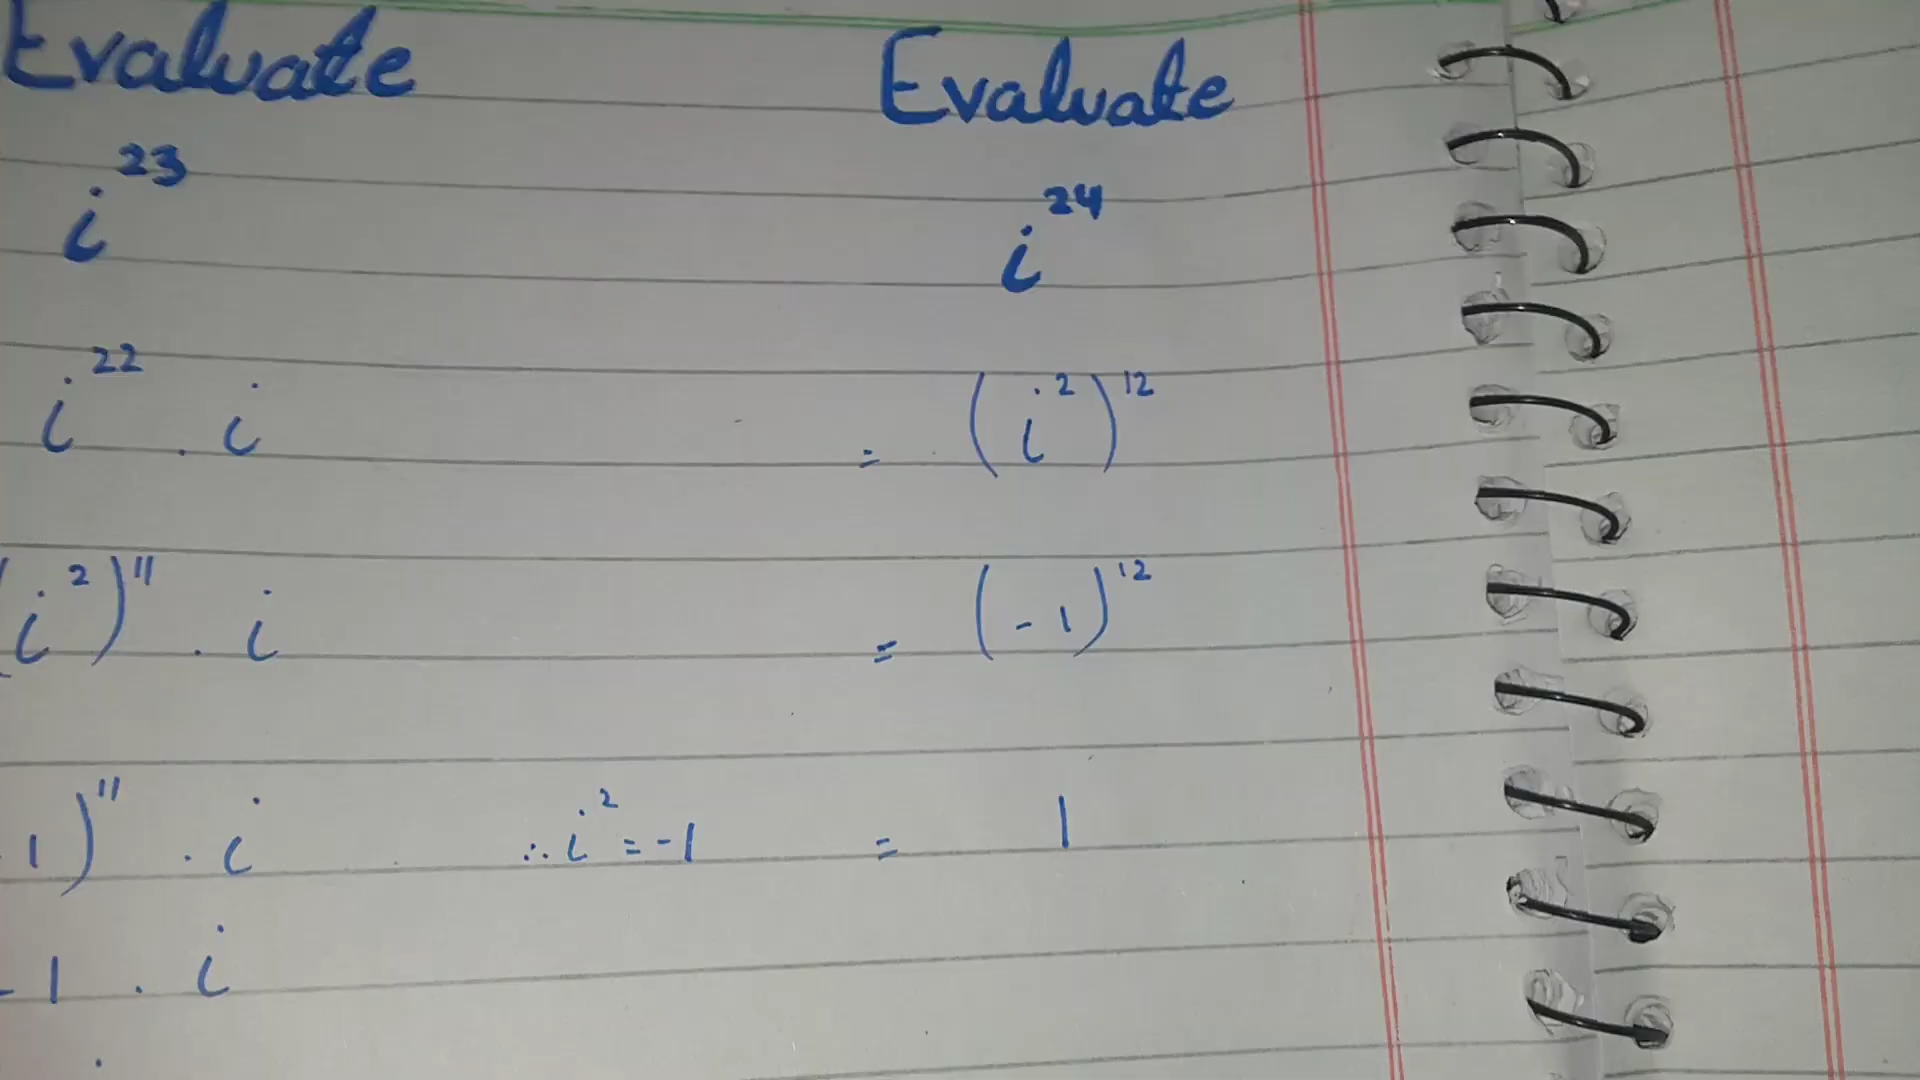 Evaluate
i²³
i²² . i
(i²)¹¹ . i
1)¹¹ . i ∴ i² = -1
- 1 . i
Evaluate
i²⁴
= (i²)¹²
= (-1)¹²
= 1